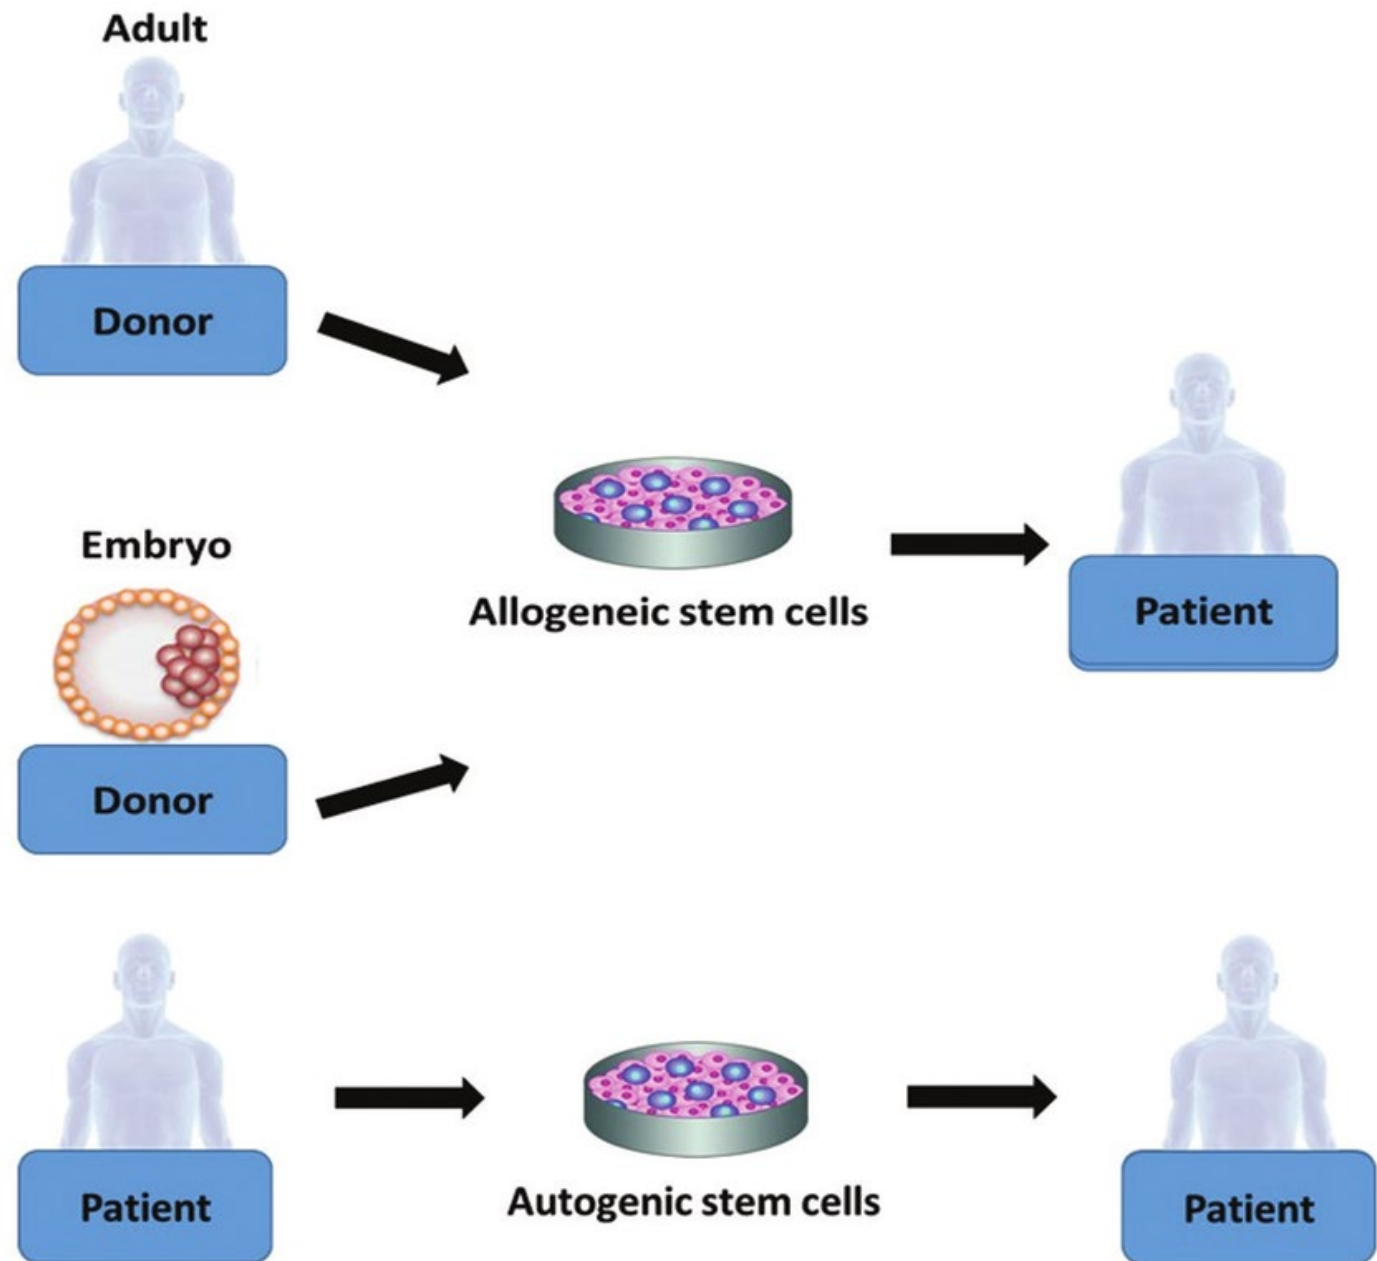 Adult
Donor
Embryo
Allogeneic stem cells
Patient
Donor
Patient
Autogenic stem cells
Patient